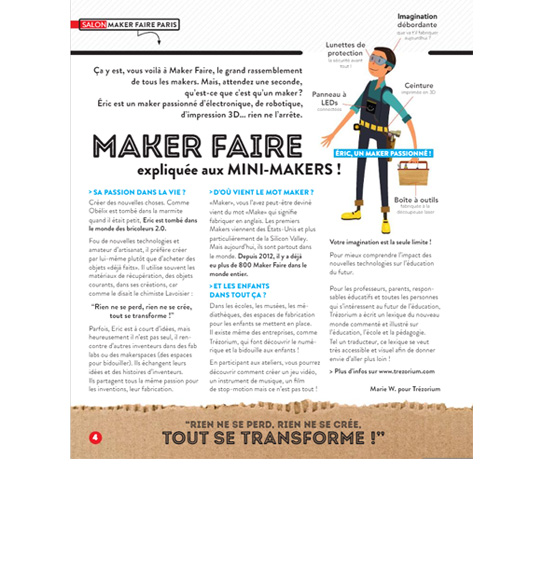 SALON MAKER FAIRE PARIS
Imagination
débordante
que va-t'il fabriquer
aujourd'hui ?
Lunettes de
protection
la sécurité avant
tout !
Ceinture
imprimée en 3D
Panneau à
LEDs
Boîte à outils
fabriquée à la
découpeuse laser
ÉRIC, UN MAKER PASSIONNÉ !
Ça y est, vous voilà à Maker Faire, le grand rassemblement
de tous les makers. Mais, attendez une seconde,
qu'est-ce que c'est qu'un maker ?
Éric est un maker passionné d'électronique, de robotique,
d'impression 3D... rien ne l'arrête.
MAKER FAIRE
expliquée aux MINI-MAKERS !
> SA PASSION DANS LA VIE ?
Créer des nouvelles choses. Comme
Obélix est tombé dans la marmite
quand il était petit, Eric est tombé dans
le monde des bricoleurs 2.0.
Fou de nouvelles technologies et
amateur d'artisanat, il préfère créer
par lui-même plutôt que d'acheter des
objets «déjà faits». Il utilise souvent les
matériaux de récupération, des objets
courants, dans ses créations, car
comme le disait le chimiste Lavoisier :
“Rien ne se perd, rien ne se crée,
tout se transforme !”
Parfois, Eric est à court d'idées, mais
heureusement il n'est pas seul, il ren-
contre d'autres inventeurs dans des fab
labs ou des makerspaces (des espaces
pour bidouiller). Ils échangent leurs
idées et des histoires d'inventeurs.
Ils partagent tous la même passion pour
les inventions, leur fabrication.
> D'OÙ VIENT LE MOT MAKER ?
«Maker», vous l'avez peut-être deviné
vient du mot «Make» qui signifie
fabriquer en anglais. Les premiers
Makers viennent des États-Unis et plus
particulièrement de la Silicon Valley.
Mais aujourd'hui, ils sont partout dans
le monde. Depuis 2012, il y a déjà
eu plus de 800 Maker Faire dans le
monde entier.
> ET LES ENFANTS
DANS TOUT ÇA ?
Dans les écoles, les musées, les mé-
diathèques, des espaces de fabrication
pour les enfants se mettent en place.
Il existe même des entreprises, comme
Trézorium, qui font découvrir le numé-
rique et la bidouille aux enfants !
En participant aux ateliers, vous pourrez
découvrir comment créer un jeu vidéo,
un instrument de musique, un film
de stop-motion mais ce n'est pas tout !
Votre imagination est la seule limite !
Pour mieux comprendre l'impact des
nouvelles technologies sur l'éducation
du futur.
Pour les professeurs, parents, respon-
sables éducatifs et toutes les personnes
qui s'intéressent au futur de l'éducation,
Trézorium a écrit un lexique du nouveau
monde commenté et illustré sur
l'éducation, l'école et la pédagogie.
Tel un traducteur, ce lexique se veut
très accessible et visuel afin de donner
envie d'aller plus loin !
> Plus d'infos sur www.trezorium.com
Marie W. pour Trézorium
“RIEN NE SE PERD, RIEN NE SE CRÉE,
TOUT SE TRANSFORME !”
4